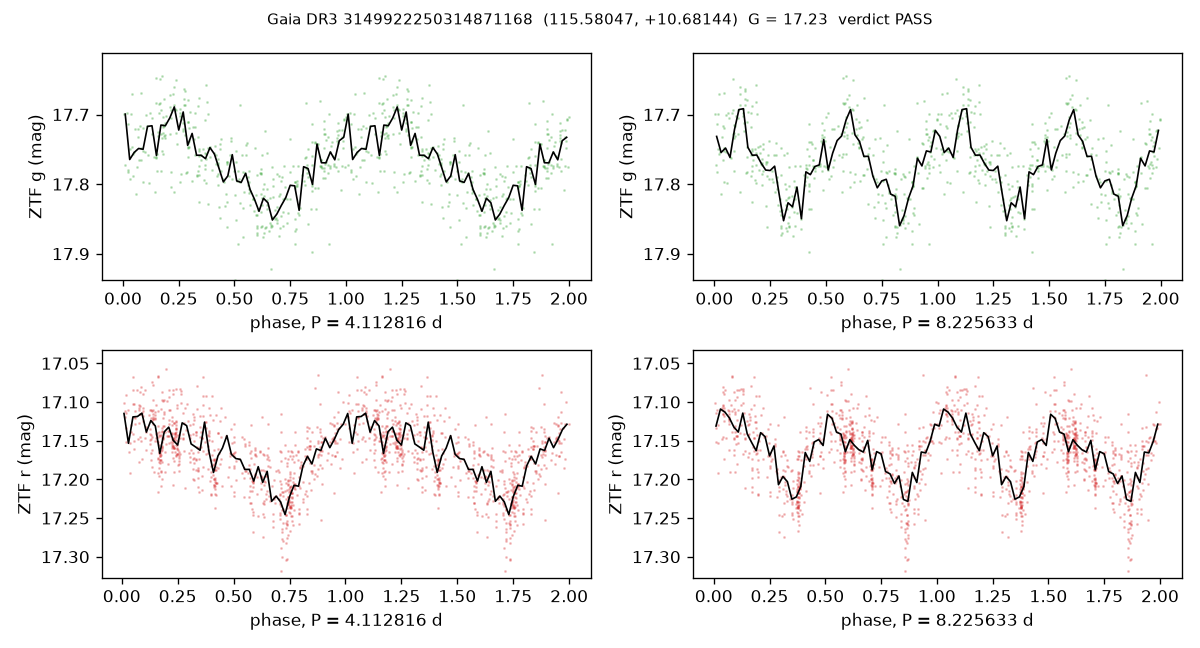 Gaia DR3 3149922250314871168 (115.58047, +10.68144) G = 17.23 verdict PASS
ZTF g (mag)
17.7
17.8
17.9
0.00 0.25 0.50 0.75 1.00 1.25 1.50 1.75 2.00
phase, P = 4.112816 d
ZTF g (mag)
17.7
17.8
17.9
0.00 0.25 0.50 0.75 1.00 1.25 1.50 1.75 2.00
phase, P = 8.225633 d
ZTF r (mag)
17.05
17.10
17.15
17.20
17.25
17.30
0.00 0.25 0.50 0.75 1.00 1.25 1.50 1.75 2.00
phase, P = 4.112816 d
ZTF r (mag)
17.05
17.10
17.15
17.20
17.25
17.30
0.00 0.25 0.50 0.75 1.00 1.25 1.50 1.75 2.00
phase, P = 8.225633 d